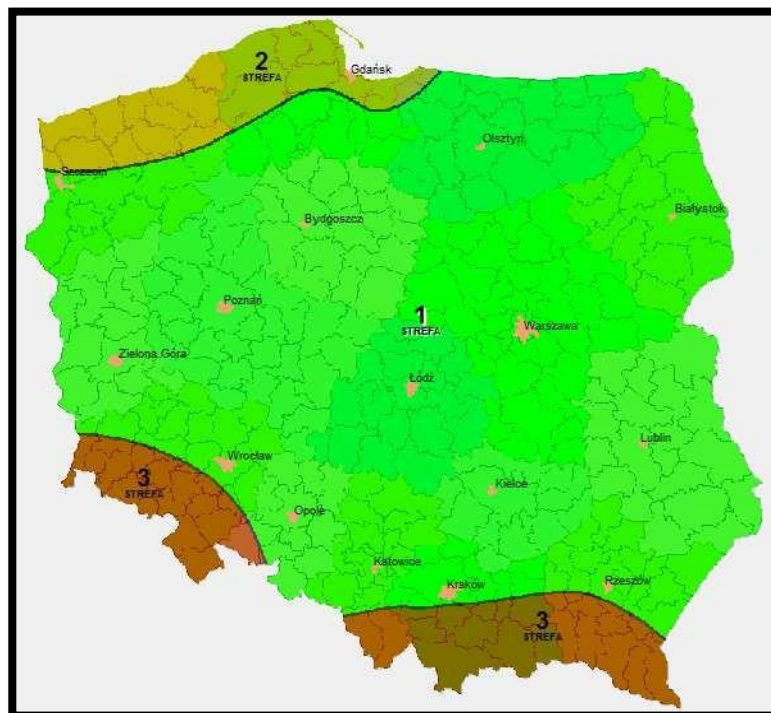 2
STREFA
Gdańsk
Olsztyn
Szczecin
Białystok
Bydgoszcz
Poznań
1
STREFA
Warszawa
Zielona Góra
Łódź
Lublin
Wrocław
3
STREFA
Kielce
Opole
Katowice
Kraków
Rzeszów
3
STREFA